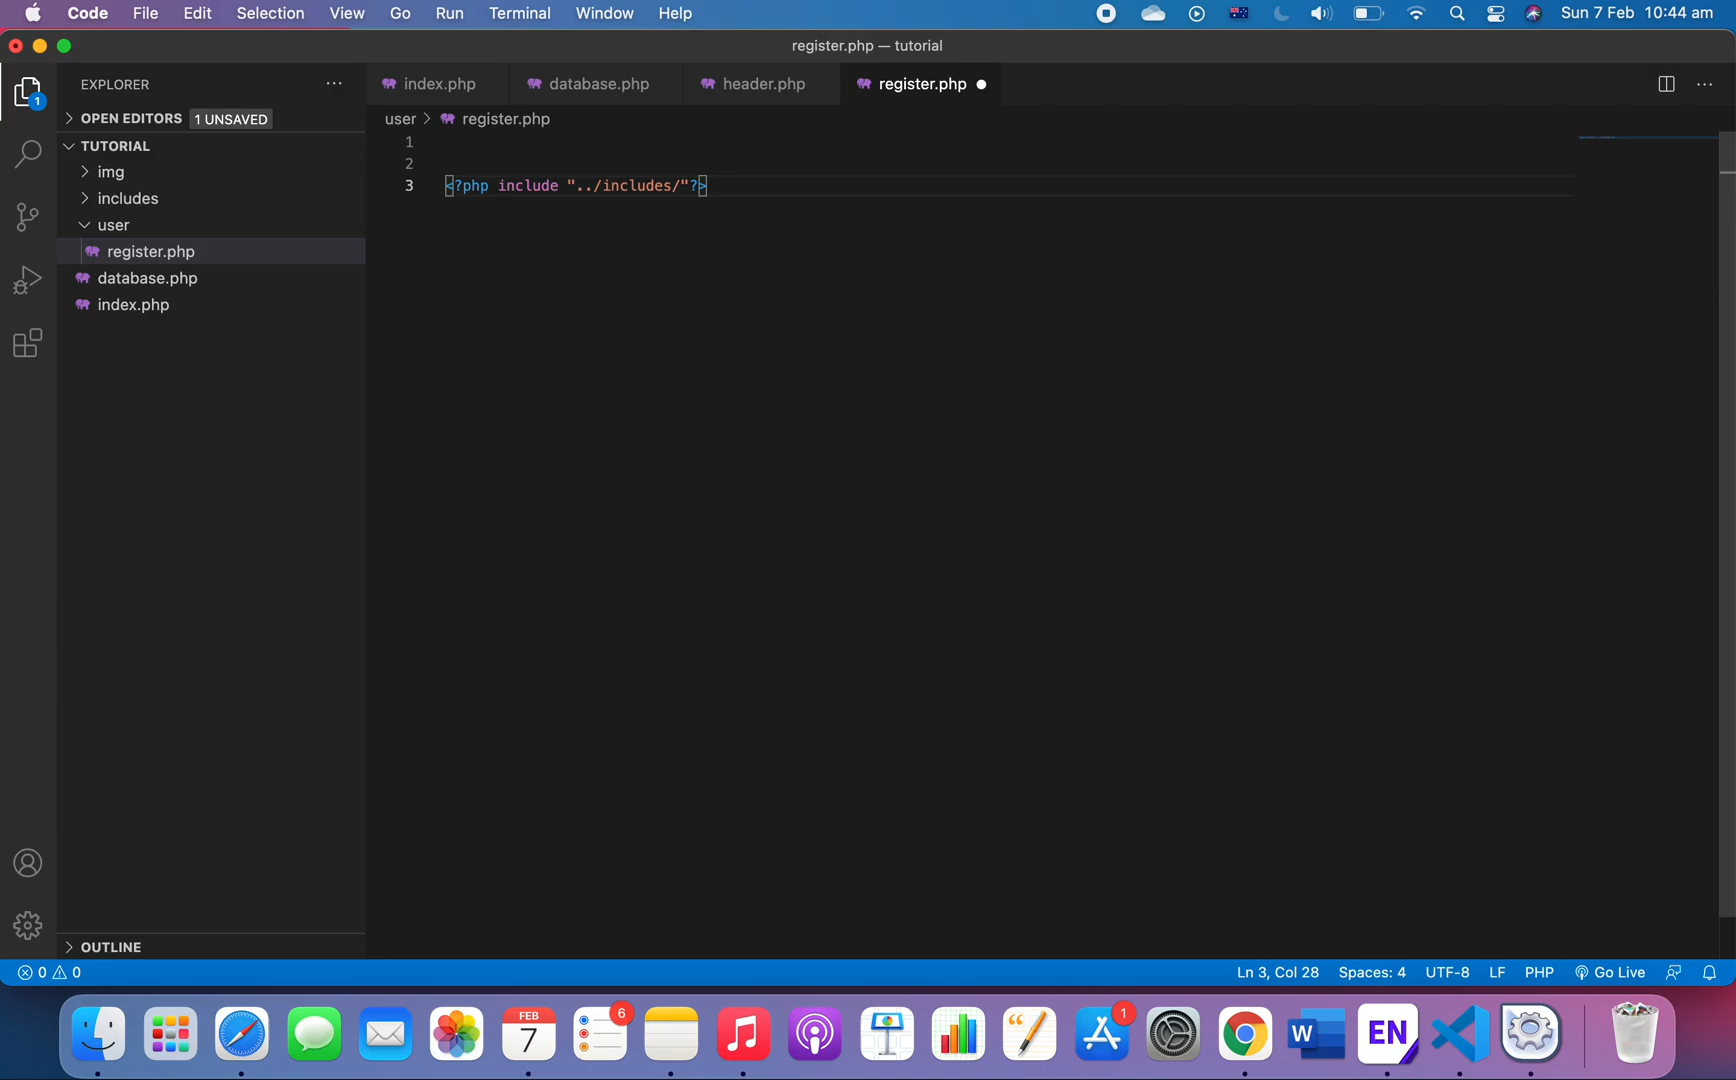 Code File Edit Selection View Go Run Terminal Window Help Sun 7 Feb 10:44 am
register.php — tutorial
EXPLORER
index.php database.php header.php register.php
1
OPEN EDITORS 1 UNSAVED
user > register.php
TUTORIAL
1
img
2
includes
3 <?php include "../includes/"?>
user
register.php
database.php
index.php
OUTLINE
0 0 Ln 3, Col 28 Spaces: 4 UTF-8 LF PHP Go Live
FEB
7
6
1
W
EN